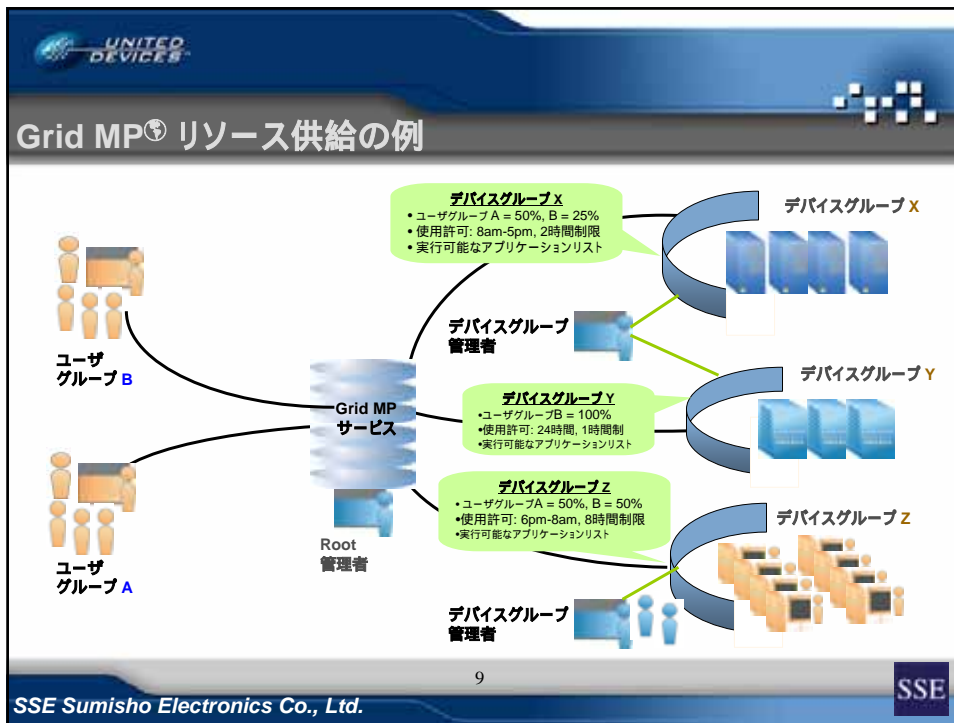 UNITED
DEVICES™
Grid MP リソース供給の例
デバイスグループ X
• ユーザグループ A = 50%, B = 25%
• 使用許可: 8am-5pm, 2時間制限
• 実行可能なアプリケーションリスト
デバイスグループ X
デバイスグループ
管理者
ユーザ
グループ B
Grid MP
サービス
デバイスグループ Y
•ユーザグループB = 100%
•使用許可: 24時間, 1時間制
•実行可能なアプリケーションリスト
デバイスグループ Y
デバイスグループ Z
• ユーザグループA = 50%, B = 50%
•使用許可: 6pm-8am, 8時間制限
•実行可能なアプリケーションリスト
デバイスグループ Z
Root
管理者
ユーザ
グループ A
デバイスグループ
管理者
9
SSE Sumisho Electronics Co., Ltd.
SSE